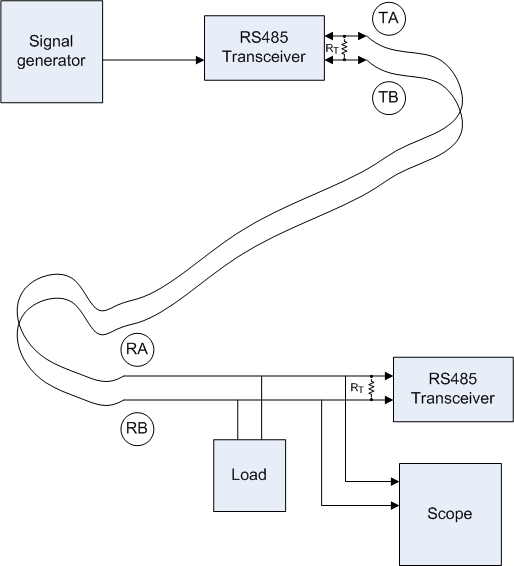 Signal
generator
RS485
Transceiver
RT
TA
TB
RA
RB
RT
RS485
Transceiver
Load
Scope